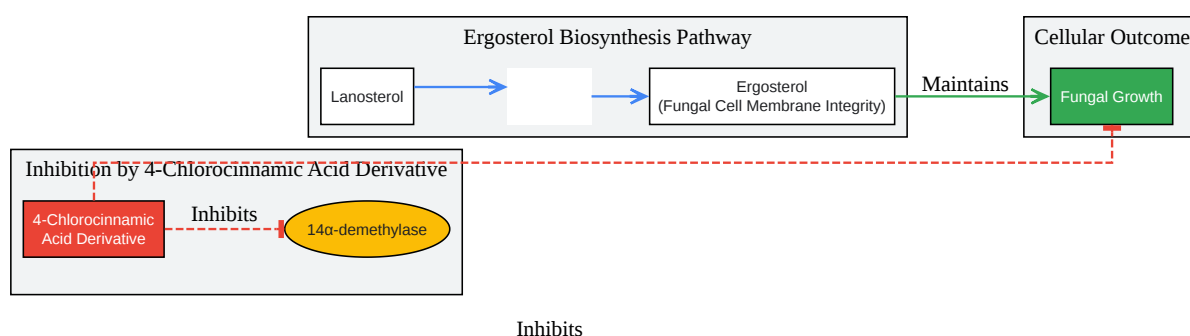 Ergosterol Biosynthesis Pathway
Cellular Outcome
Lanosterol
Ergosterol
(Fungal Cell Membrane Integrity)
Maintains
Fungal Growth
Inhibition by 4-Chlorocinnamic Acid Derivative
4-Chlorocinnamic
Acid Derivative
Inhibits
14α-demethylase
Inhibits